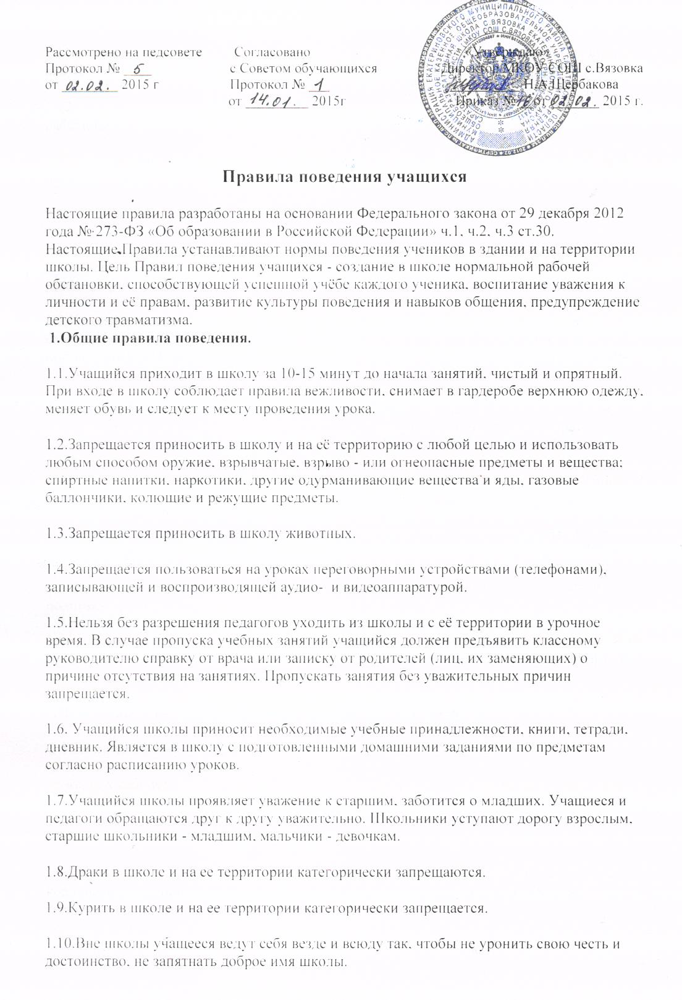 Рассмотрено на педсовете Согласовано «Утверждаю»
Протокол № 5 с Советом обучающихся Директор МКОУ СОШ с.Вязовка
от 02.02. 2015 г Протокол № 1 Н.А.Щербакова
от 14.01. 2015г Приказ №16 от 02.02. 2015 г.
Правила поведения учащихся
Настоящие правила разработаны на основании Федерального закона от 29 декабря 2012
года № 273-ФЗ «Об образовании в Российской Федерации» ч.1, ч.2, ч.3 ст.30.
Настоящие Правила устанавливают нормы поведения учеников в здании и на территории
школы. Цель Правил поведения учащихся - создание в школе нормальной рабочей
обстановки, способствующей успешной учёбе каждого ученика, воспитание уважения к
личности и её правам, развитие культуры поведения и навыков общения, предупреждение
детского травматизма.
1.Общие правила поведения.
1.1.Учащийся приходит в школу за 10-15 минут до начала занятий, чистый и опрятный.
При входе в школу соблюдает правила вежливости, снимает в гардеробе верхнюю одежду,
меняет обувь и следует к месту проведения урока.
1.2.Запрещается приносить в школу и на её территорию с любой целью и использовать
любым способом оружие, взрывчатые, взрыво - или огнеопасные предметы и вещества;
спиртные напитки, наркотики, другие одурманивающие вещества и яды, газовые
баллончики, колющие и режущие предметы.
1.3.Запрещается приносить в школу животных.
1.4.Запрещается пользоваться на уроках переговорными устройствами (телефонами),
записывающей и воспроизводящей аудио- и видеоаппаратурой.
1.5.Нельзя без разрешения педагогов уходить из школы и с её территории в урочное
время. В случае пропуска учебных занятий учащийся должен предъявить классному
руководителю справку от врача или записку от родителей (лиц, их заменяющих) о
причине отсутствия на занятиях. Пропускать занятия без уважительных причин
запрещается.
1.6. Учащийся школы приносит необходимые учебные принадлежности, книги, тетради,
дневник. Является в школу с подготовленными домашними заданиями по предметам
согласно расписанию уроков.
1.7.Учащийся школы проявляет уважение к старшим, заботится о младших. Учащиеся и
педагоги обращаются друг к другу уважительно. Школьники уступают дорогу взрослым,
старшие школьники - младшим, мальчики - девочкам.
1.8.Драки в школе и на ее территории категорически запрещаются.
1.9.Курить в школе и на ее территории категорически запрещается.
1.10.Вне школы учащееся ведут себя везде и всюду так, чтобы не уронить свою честь и
достоинство, не запятнать доброе имя школы.